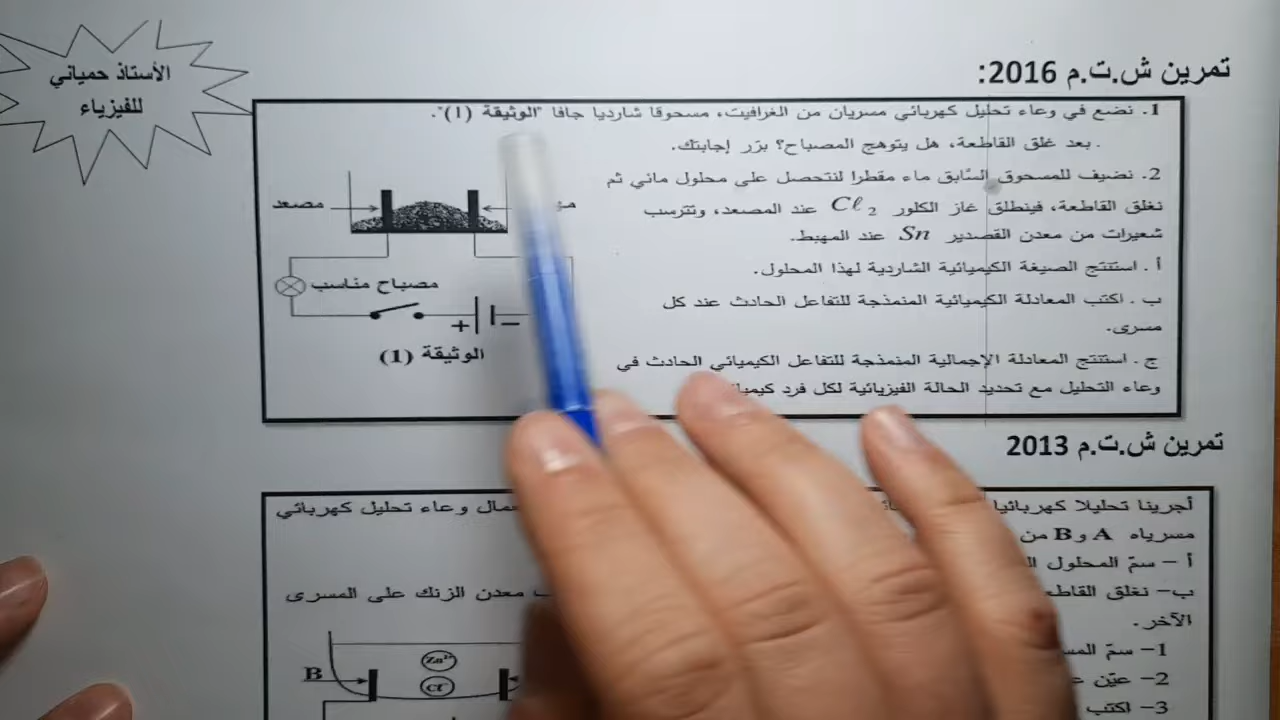 الأستاذ حمياني
للفيزياء
تمرين ش.ت.م 2016:
1. نضع في وعاء تحليل كهربائي مسريان من الغرافيت، مسحوقا شارديا جافا "الوثيقة (1)".
. بعد غلق القاطعة، هل يتوهج المصباح؟ برّر إجابتك.
2. نضيف للمسحوق السّابق ماء مقطرا لنتحصل على محلول مائي ثم
نغلق القاطعة، فينطلق غاز الكلور Cℓ2 عند المصعد، وتترسب
شعيرات من معدن القصدير Sn عند المهبط.
أ. استنتج الصيغة الكيميائية الشاردية لهذا المحلول.
ب. اكتب المعادلة الكيميائية المنمذجة للتفاعل الحادث عند كل
مسرى.
ج. استنتج المعادلة الإجمالية المنمذجة للتفاعل الكيميائي الحادث في
وعاء التحليل مع تحديد الحالة الفيزيائية لكل فرد
مصعد
مصباح مناسب
+ −
الوثيقة (1)
تمرين ش.ت.م 2013
أجرينا تحليلا كهربائيا وعاء تحليل كهربائي
مسرياه A و B من
أ – سمّ المحلول
ب– نغلق معدن الزنك على المسرى
الآخر.
1– سمّ
2– عيّن
3– اكتب
B
Zn2+
Cl-